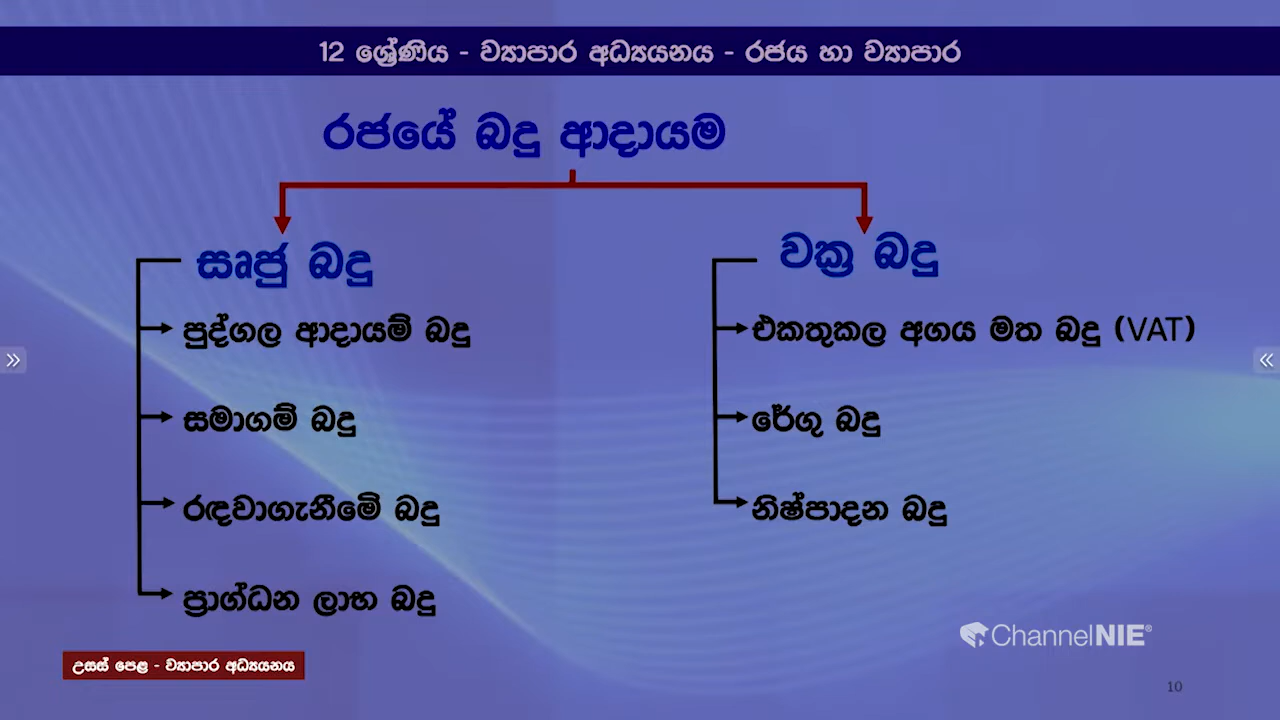 12 ශ්‍රේණිය - ව්‍යාපාර අධ්‍යයනය - රජය හා ව්‍යාපාර
රජයේ බදු ආදායම
සෘජු බදු
පුද්ගල ආදායම් බදු
සමාගම් බදු
රඳවාගැනීමේ බදු
ප්‍රාග්ධන ලාභ බදු
වක්‍ර බදු
එකතුකල අගය මත බදු (VAT)
රේගු බදු
නිෂ්පාදන බදු
ChannelNIE®
උසස් පෙළ - ව්‍යාපාර අධ්‍යයනය
10